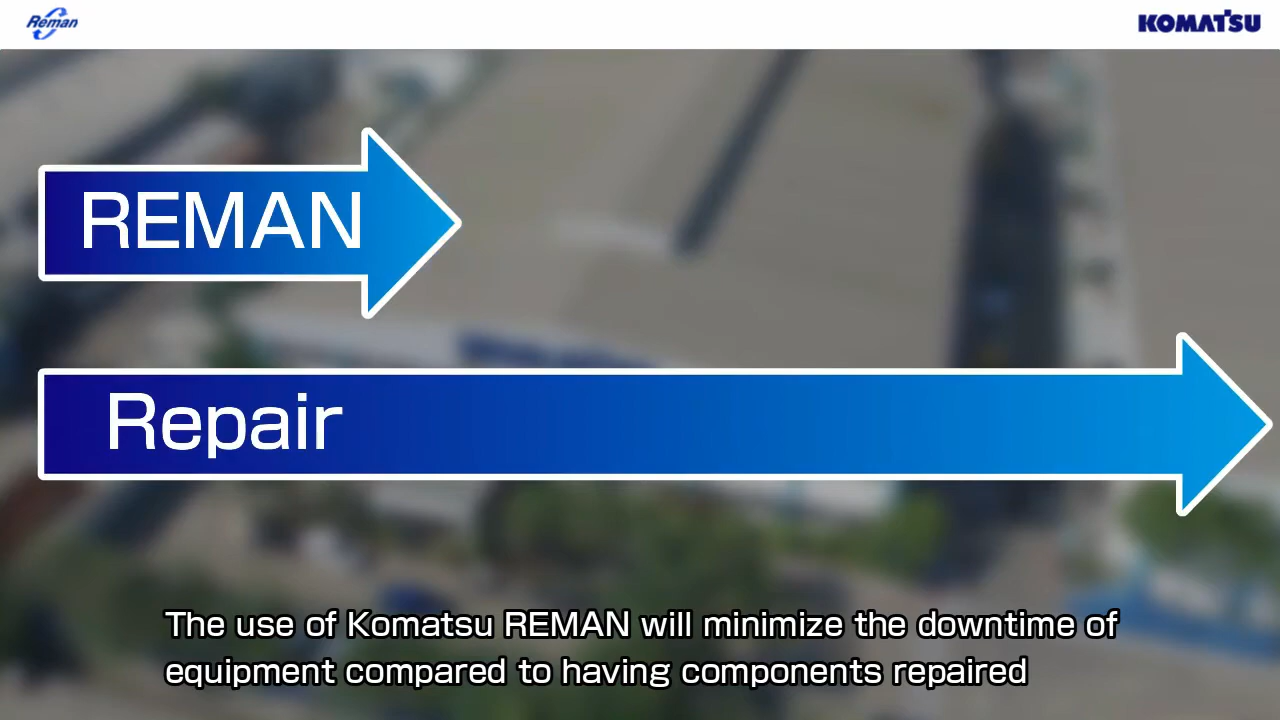 Reman
KOMATSU
REMAN
Repair
The use of Komatsu REMAN will minimize the downtime of
equipment compared to having components repaired